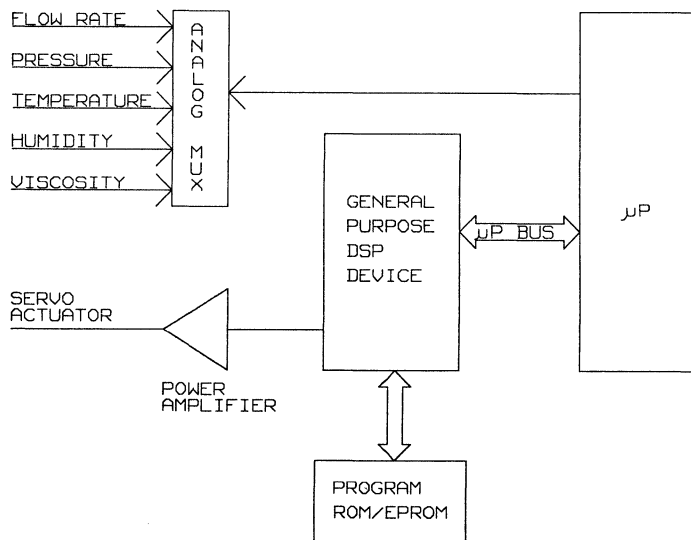 FLOW RATE
PRESSURE
TEMPERATURE
HUMIDITY
VISCOSITY
ANALOG MUX
GENERAL
PURPOSE
DSP
DEVICE
µP BUS
µP
SERVO
ACTUATOR
POWER
AMPLIFIER
PROGRAM
ROM/EPROM